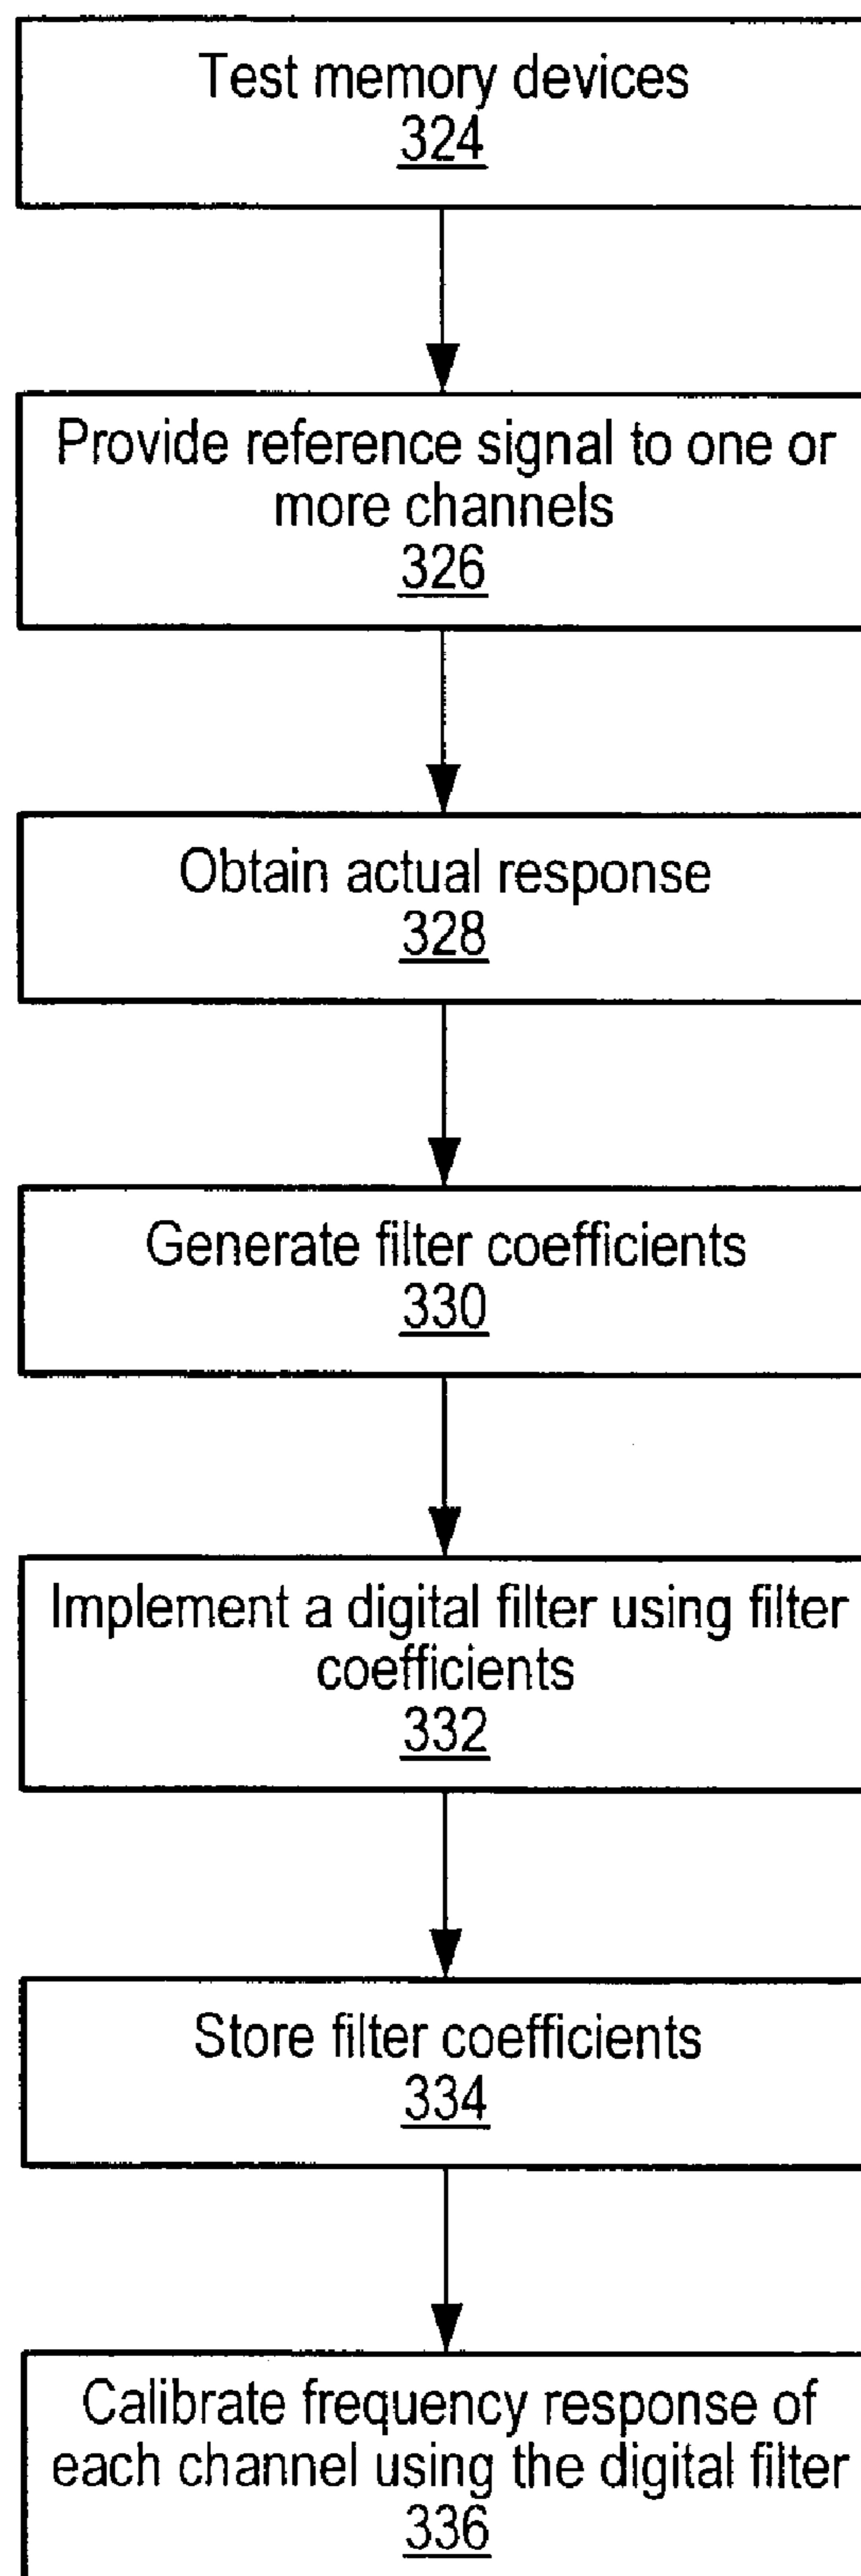 Test memory devices
324
Provide reference signal to one or
more channels
326
Obtain actual response
328
Generate filter coefficients
330
Implement a digital filter using filter
coefficients
332
Store filter coefficients
334
Calibrate frequency response of
each channel using the digital filter
336